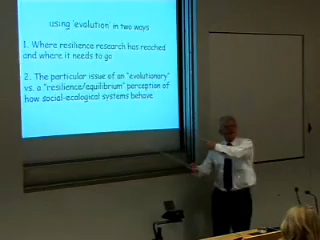 using 'evolution' in two ways
1. Where resilience research has reached
and where it needs to go
2. The particular issue of an "evolutionary"
vs. a "resilience/equilibrium" perception of
how social-ecological systems behave